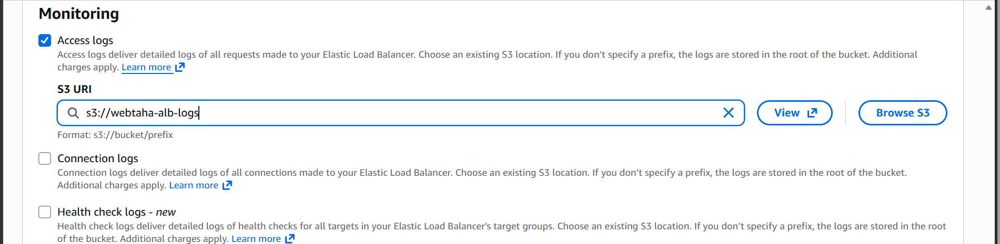 Monitoring
Access logs
Access logs deliver detailed logs of all requests made to your Elastic Load Balancer. Choose an existing S3 location. If you don’t specify a prefix, the logs are stored in the root of the bucket. Additional
charges apply. Learn more
S3 URI
s3://webtaha-alb-logs
View
Browse S3
Format: s3://bucket/prefix
Connection logs
Connection logs deliver detailed logs of all connections made to your Elastic Load Balancer. Choose an existing S3 location. If you don’t specify a prefix, the logs are stored in the root of the bucket.
Additional charges apply. Learn more
Health check logs - new
Health check logs deliver detailed logs of health checks for all targets in your Elastic Load Balancer's target groups. Choose an existing S3 location. If you don’t specify a prefix, the logs are stored in the root
of the bucket. Additional charges apply. Learn more